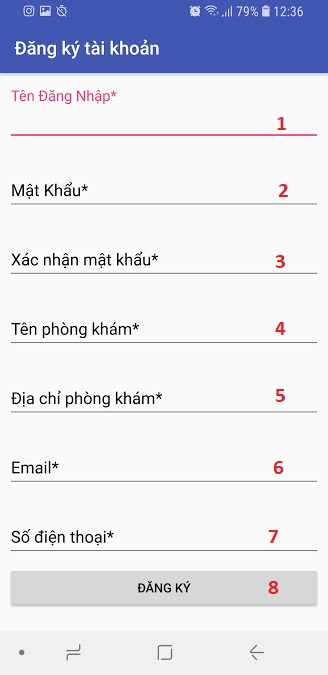 79% 12:36
Đăng ký tài khoản
Tên Đăng Nhập*
1
Mật Khẩu* 2
Xác nhận mật khẩu* 3
Tên phòng khám* 4
Địa chỉ phòng khám* 5
Email* 6
Số điện thoại* 7
ĐĂNG KÝ 8